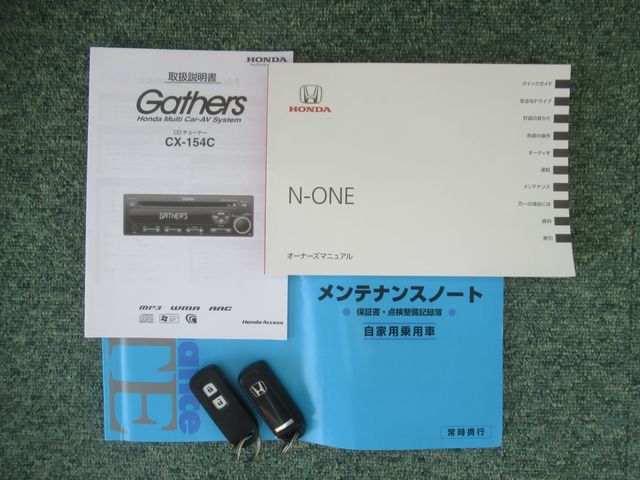 HONDA
取扱説明書
Gathers
Honda Multi Car-AV System
CDチューナー
CX-154C
GATHERS
MP3 WMA AAC
Honda Access
HONDA
N-ONE
オーナーズマニュアル
クイックガイド
安全なドライブ
計器の見かた
各部の操作
オーディオ
運転
メンテナンス
万一の場合には
資料
索引
メンテナンスノート
保証書・点検整備記録簿
自家用乗用車
常時携行